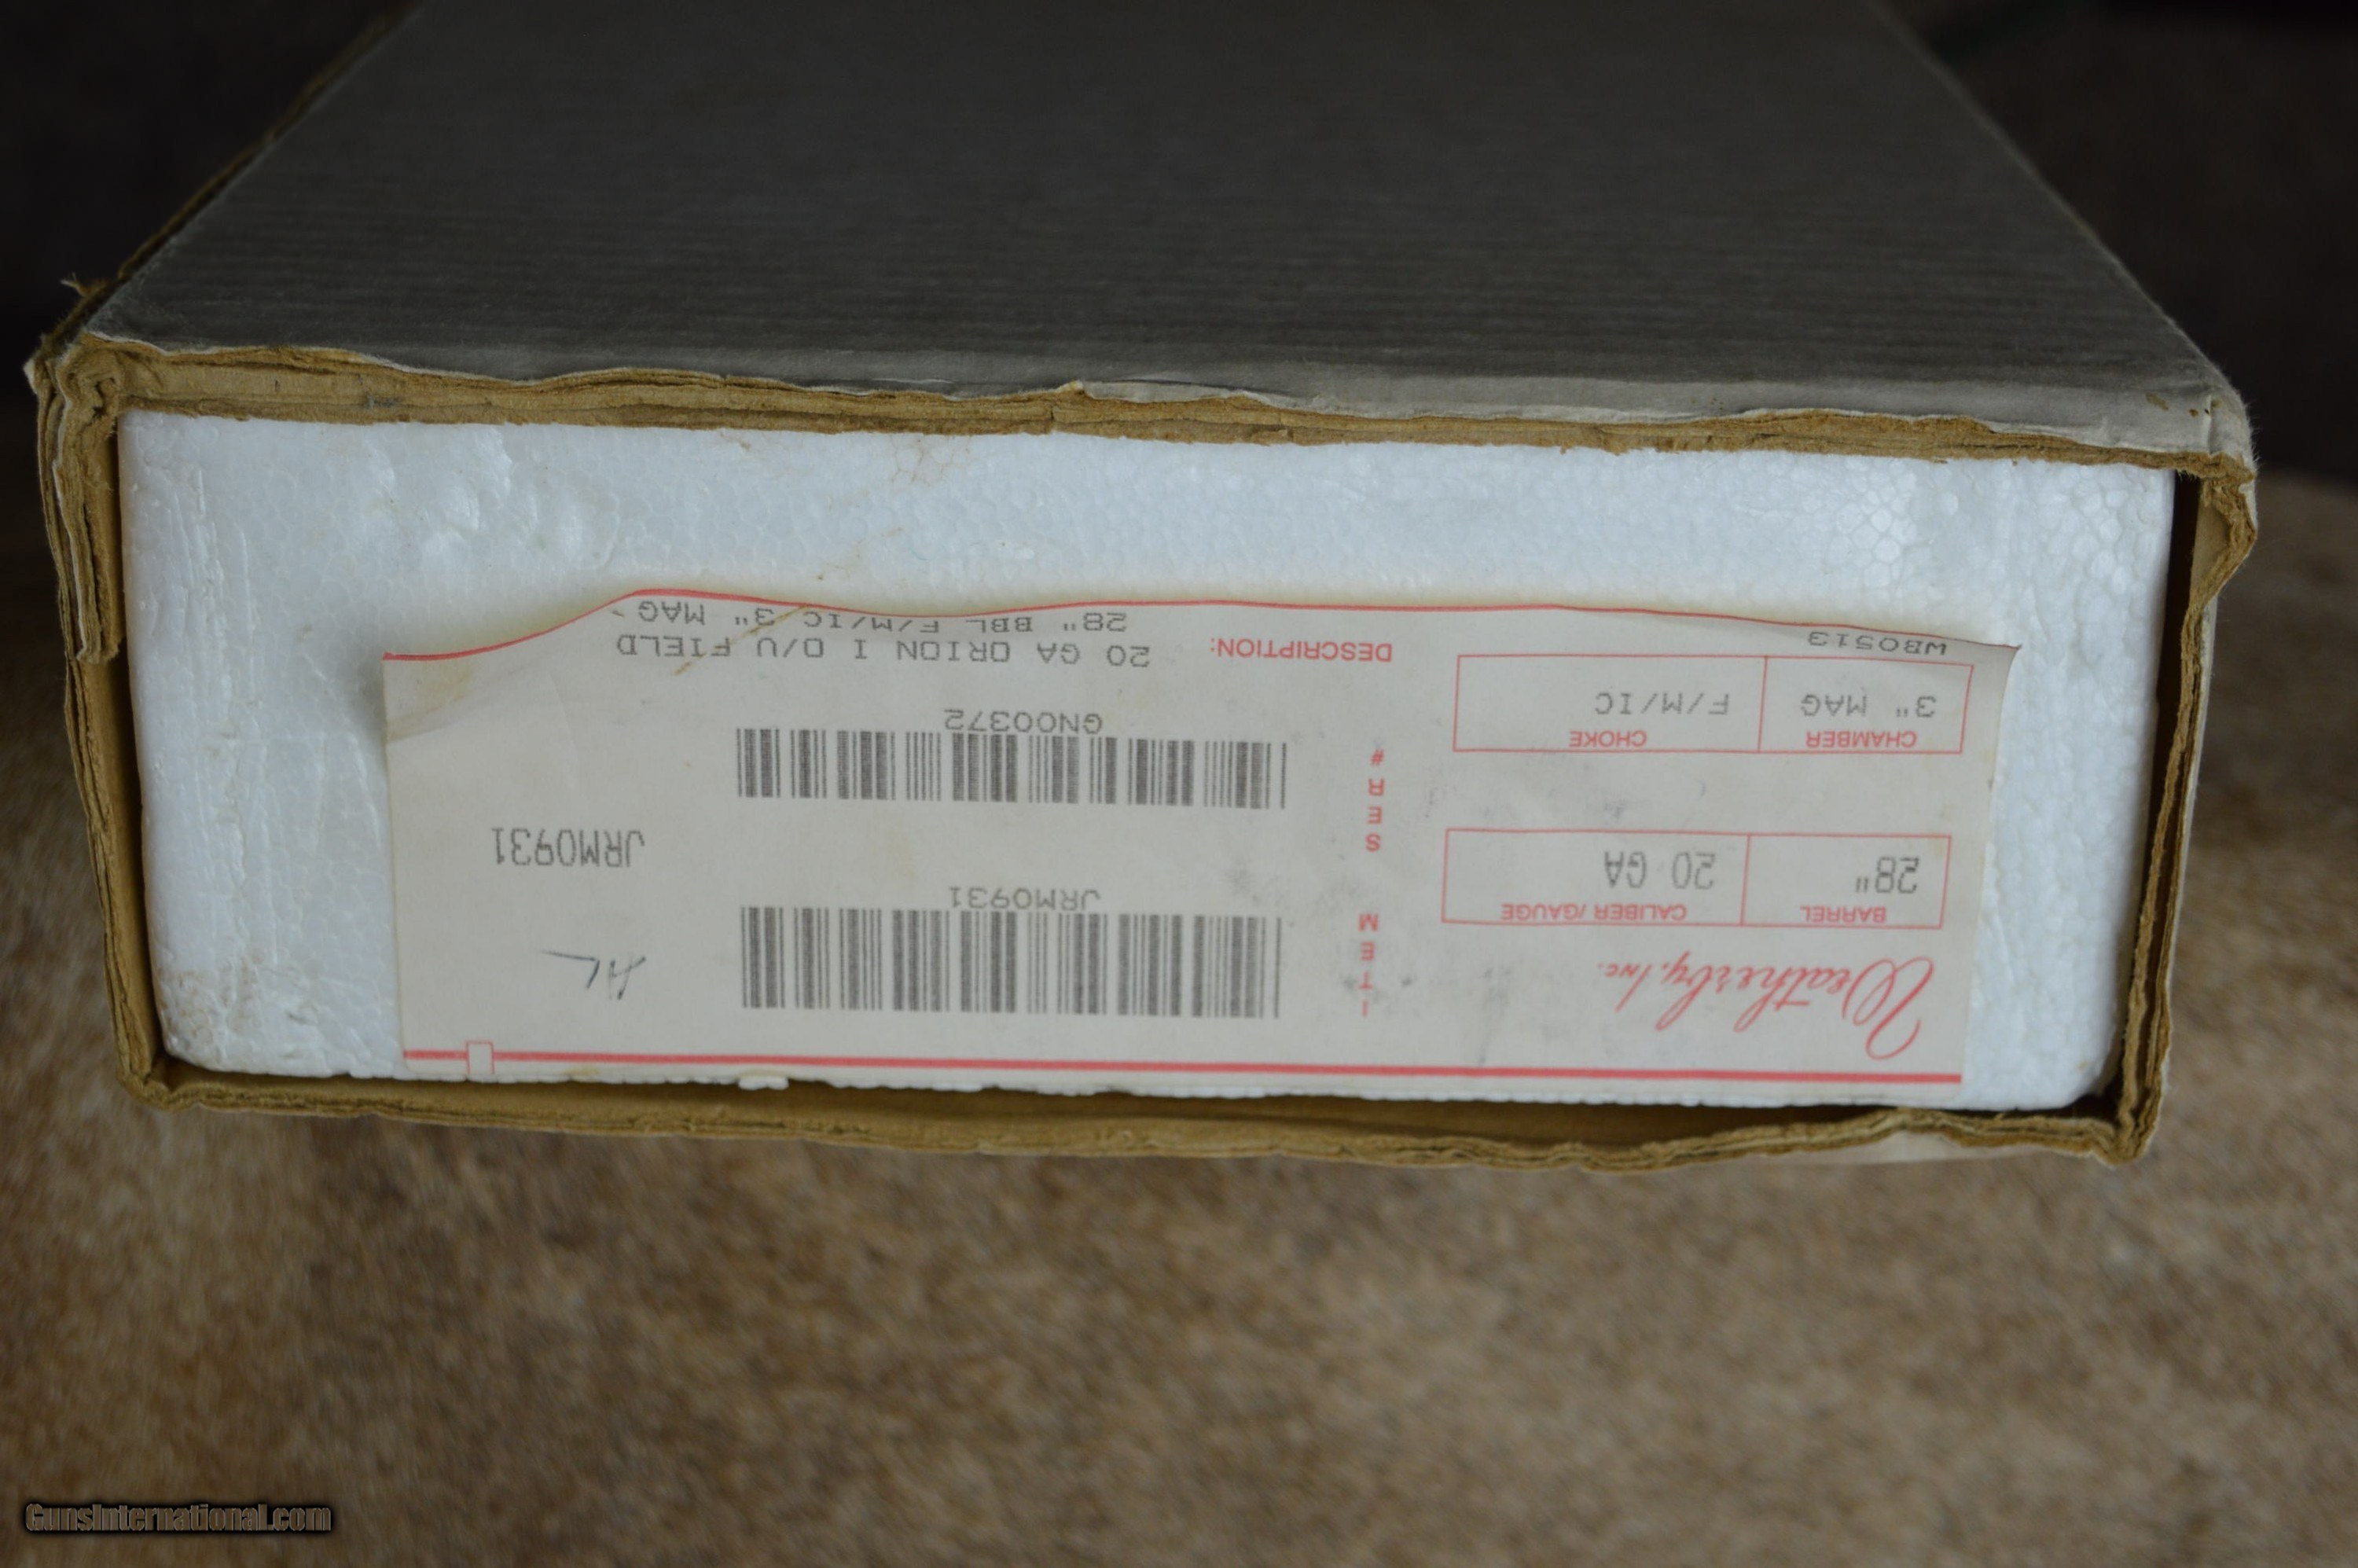 Weatherby, Inc.
BARREL CALIBER/GAUGE
28" 20 GA
CHAMBER CHOKE
3" MAG F/M/IC
WB0513
ITEM
JRM0931
JRM0931
SER #
GN00372
DESCRIPTION: 20 GA ORION I O/U FIELD
28" BBL F/M/IC 3" MAG
GunsInternational.com